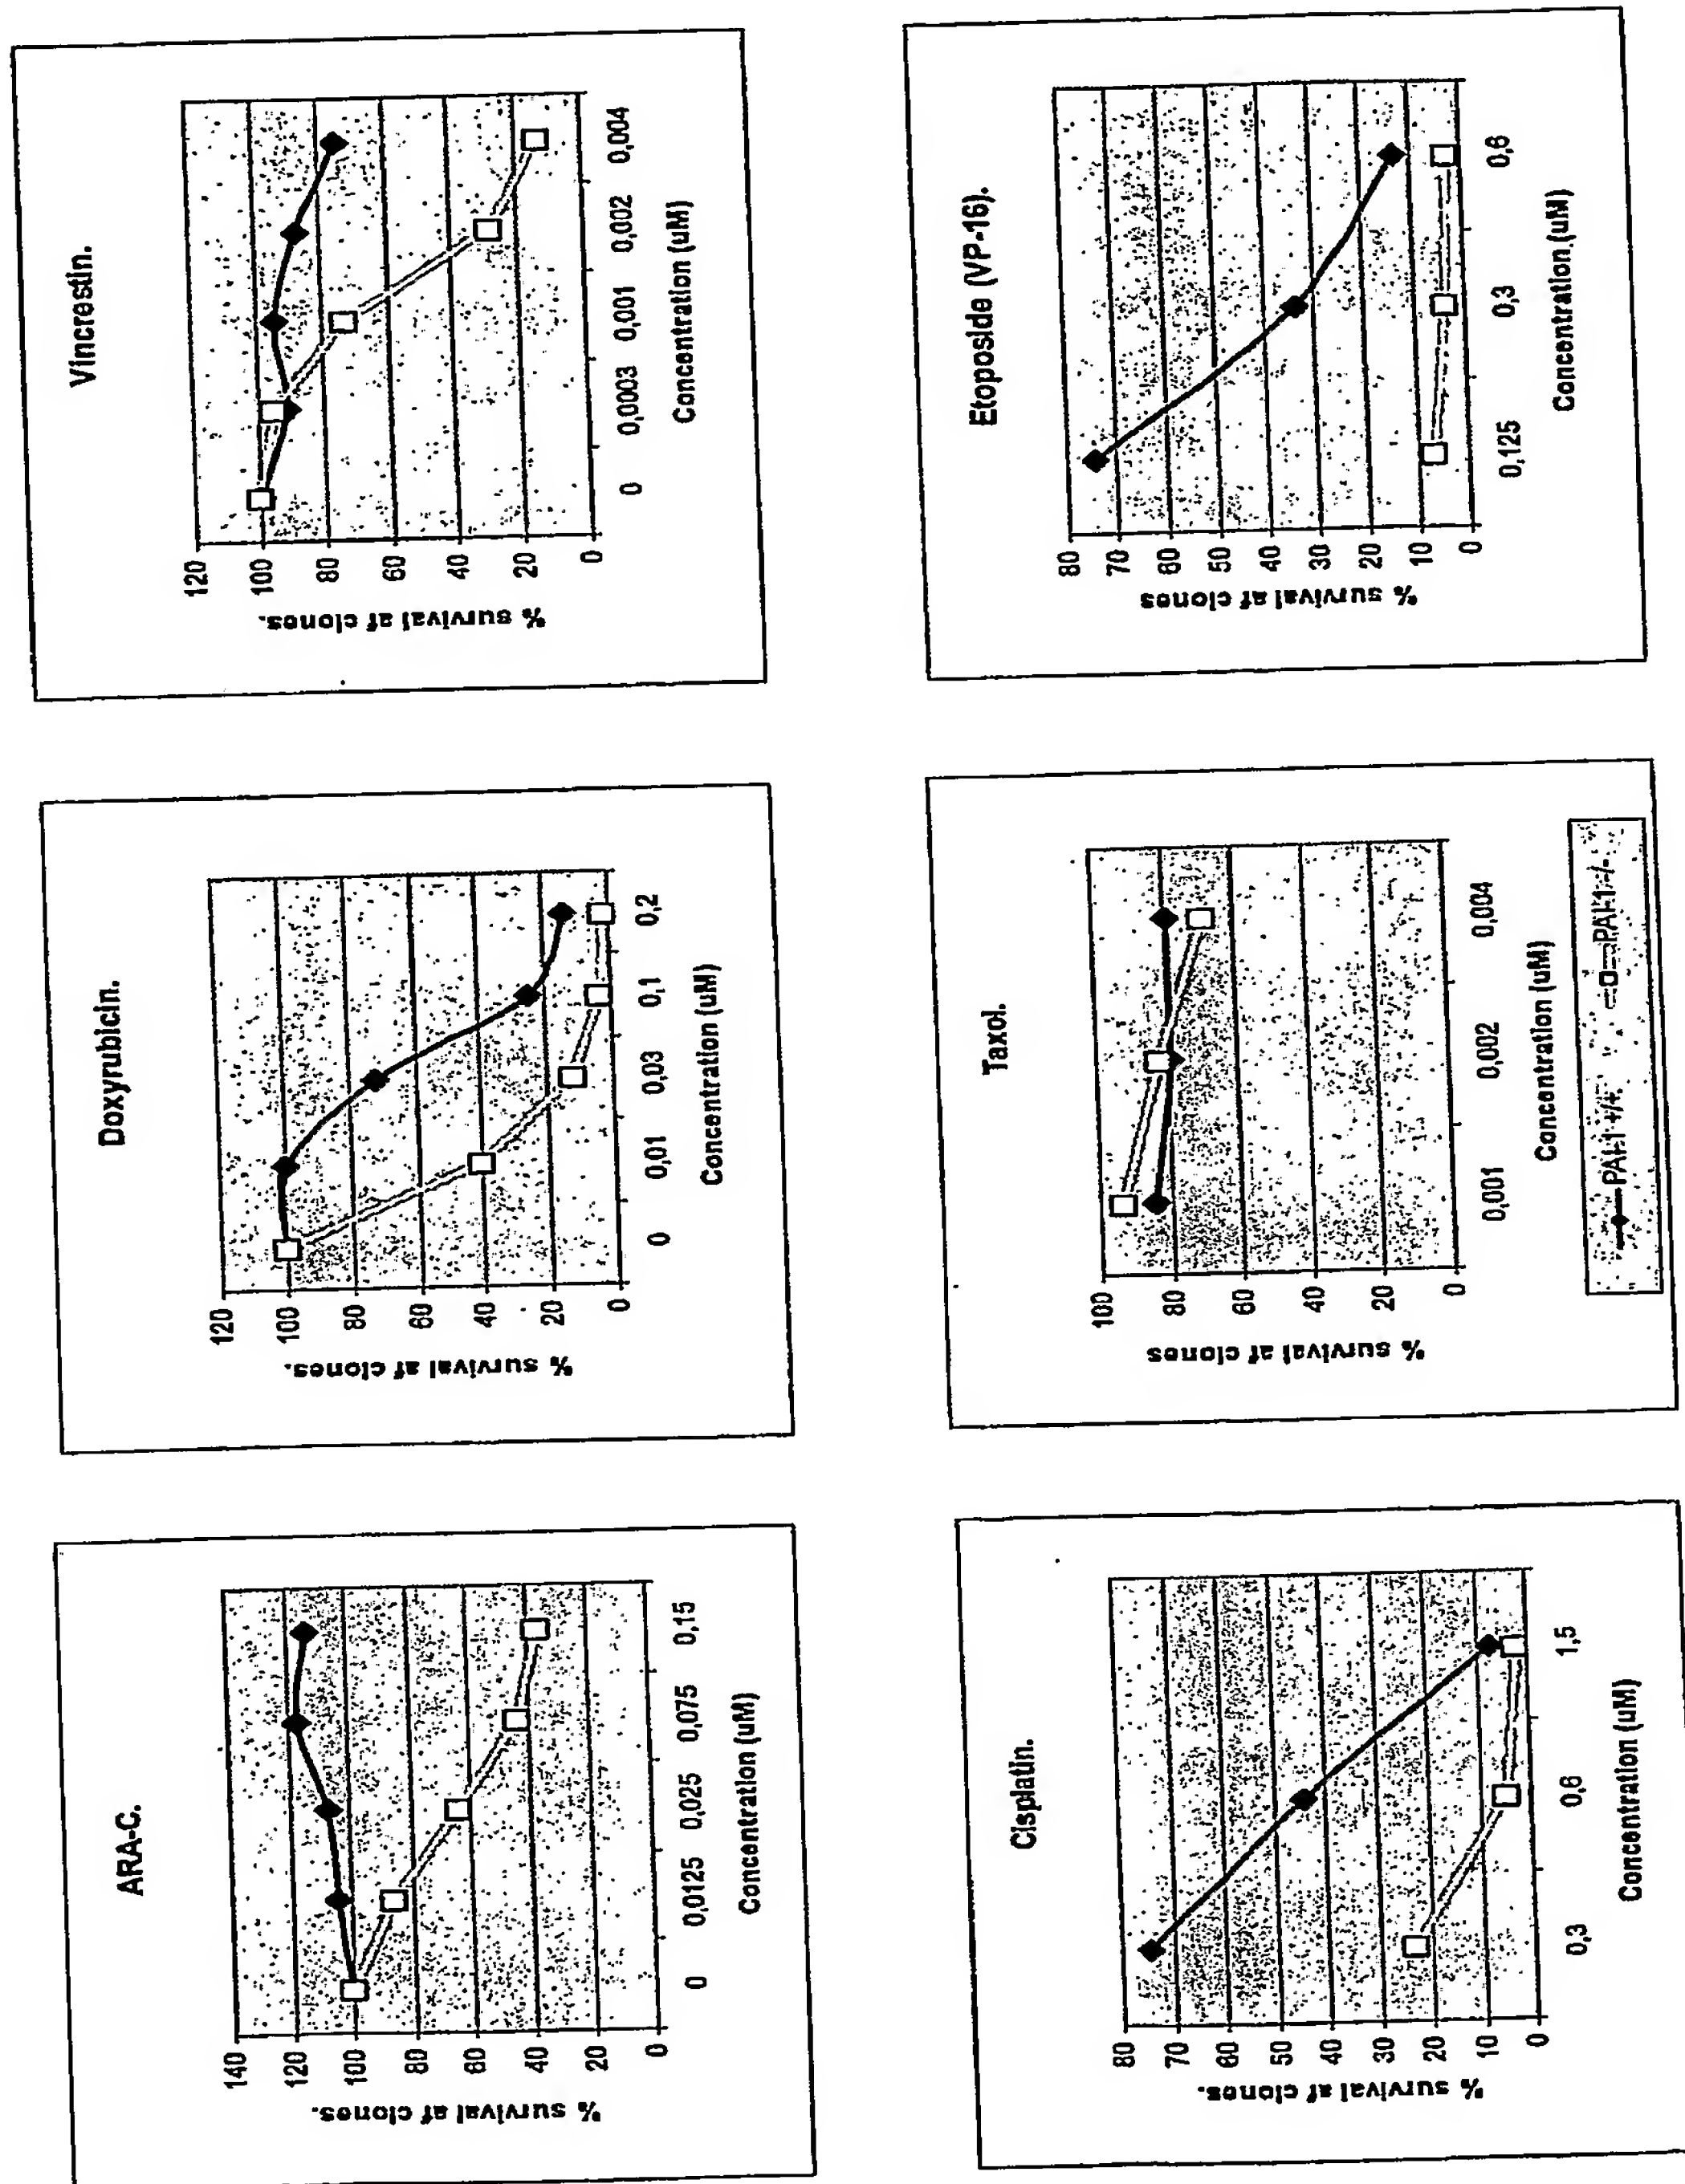 ARA-C.
% survival af clones.
140
120
100
80
60
40
20
0
0 0,0125 0,025 0,075 0,15
Concentration (uM)
Doxyrubicin.
% survival af clones.
120
100
80
60
40
20
0
0 0,01 0,03 0,1 0,2
Concentration (uM)
Vincrestin.
% survival af clones.
120
100
80
60
40
20
0
0 0,0003 0,001 0,002 0,004
Concentration (uM)
Cisplatin.
% survival af clones.
80
70
60
50
40
30
20
10
0
0,3 0,6 1,5
Concentration (uM)
Taxol.
% survival af clones
100
80
60
40
20
0
0,001 0,002 0,004
Concentration (uM)
PAI-1 +/+ PAI-1 -/-
Etoposide (VP-16).
% survival af clones
80
70
60
50
40
30
20
10
0
0,125 0,3 0,6
Concentration (uM)